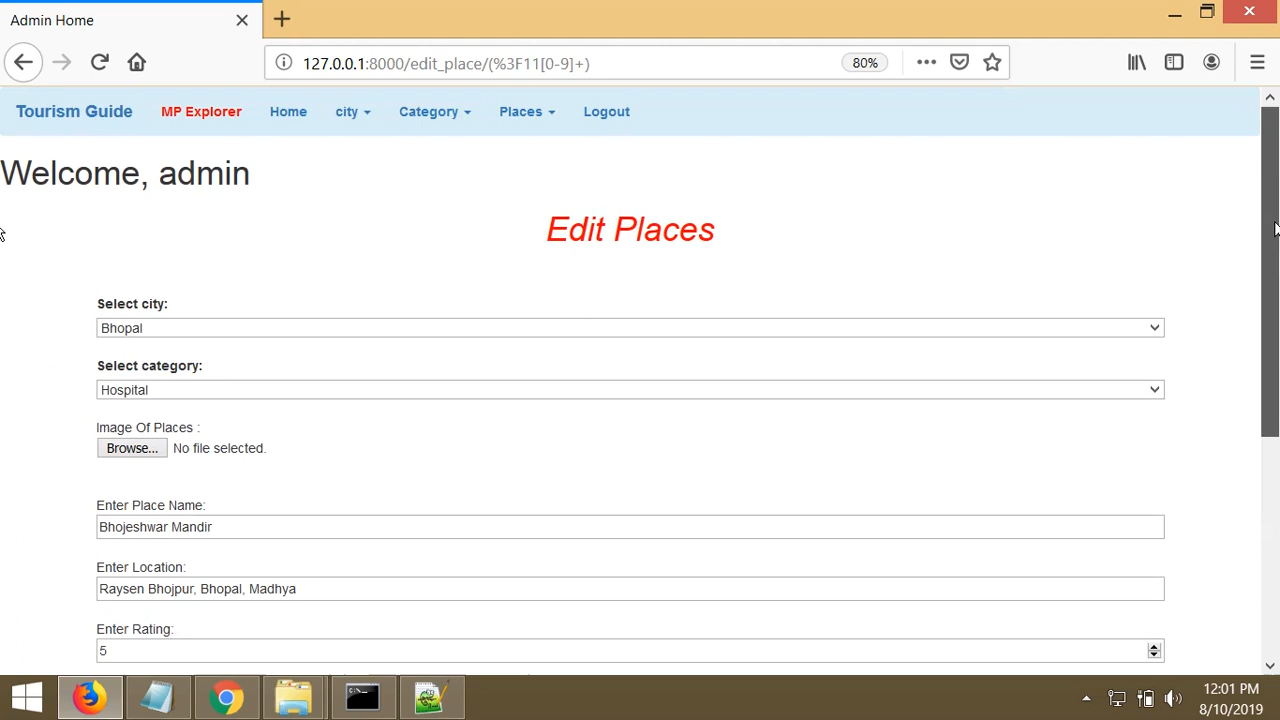 Admin Home
127.0.0.1:8000/edit_place/(%3F11[0-9]+) 80%
Tourism Guide MP Explorer Home city Category Places Logout
Welcome, admin
Edit Places
Select city:
Bhopal
Select category:
Hospital
Image Of Places :
Browse... No file selected.
Enter Place Name:
Bhojeshwar Mandir
Enter Location:
Raysen Bhojpur, Bhopal, Madhya
Enter Rating:
5
12:01 PM
8/10/2019